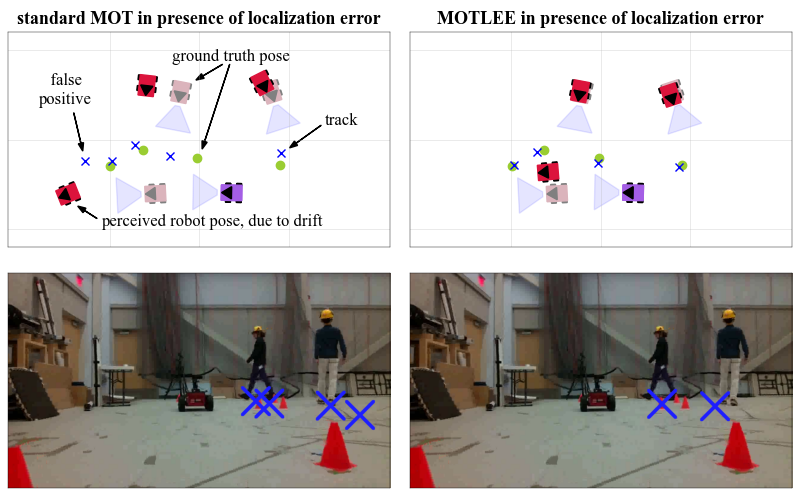 standard MOT in presence of localization error
MOTLEE in presence of localization error
ground truth pose
false
positive
track
perceived robot pose, due to drift